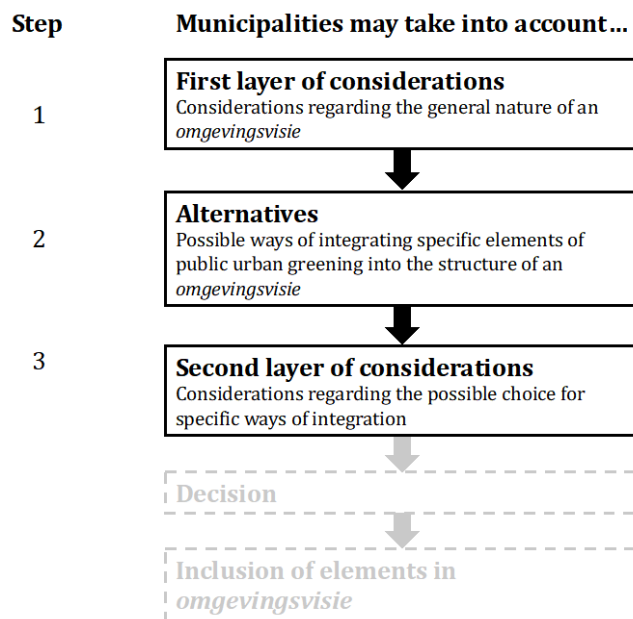 Step Municipalities may take into account…
First layer of considerations
Considerations regarding the general nature of an
omgevingsvisie
1
Alternatives
Possible ways of integrating specific elements of
public urban greening into the structure of an
omgevingsvisie
2
Second layer of considerations
Considerations regarding the possible choice for
specific ways of integration
3
Decision
Inclusion of elements in
omgevingsvisie